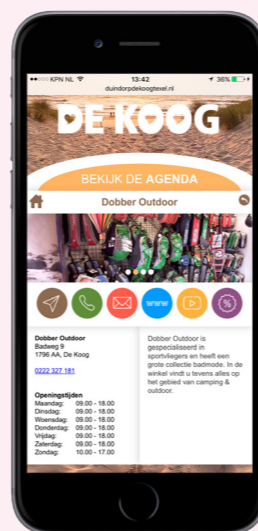 KPN NL 13:42 36%
duindorpdekoogtexel.nl
DE KOOG
BEKIJK DE AGENDA
Dobber Outdoor
www
%
Dobber Outdoor
Badweg 9
1796 AA, De Koog
0222 327 181
Openingstijden
Maandag: 09.00 - 18.00
Dinsdag: 09.00 - 18.00
Woensdag: 09.00 - 18.00
Donderdag: 09.00 - 18.00
Vrijdag: 09.00 - 18.00
Zaterdag: 09.00 - 18.00
Zondag: 10.00 - 17.00
Dobber Outdoor is
gespecialiseerd in
sportvliegers en heeft een
grote collectie badmode. In de
winkel vindt u tevens alles op
het gebied van camping &
outdoor.